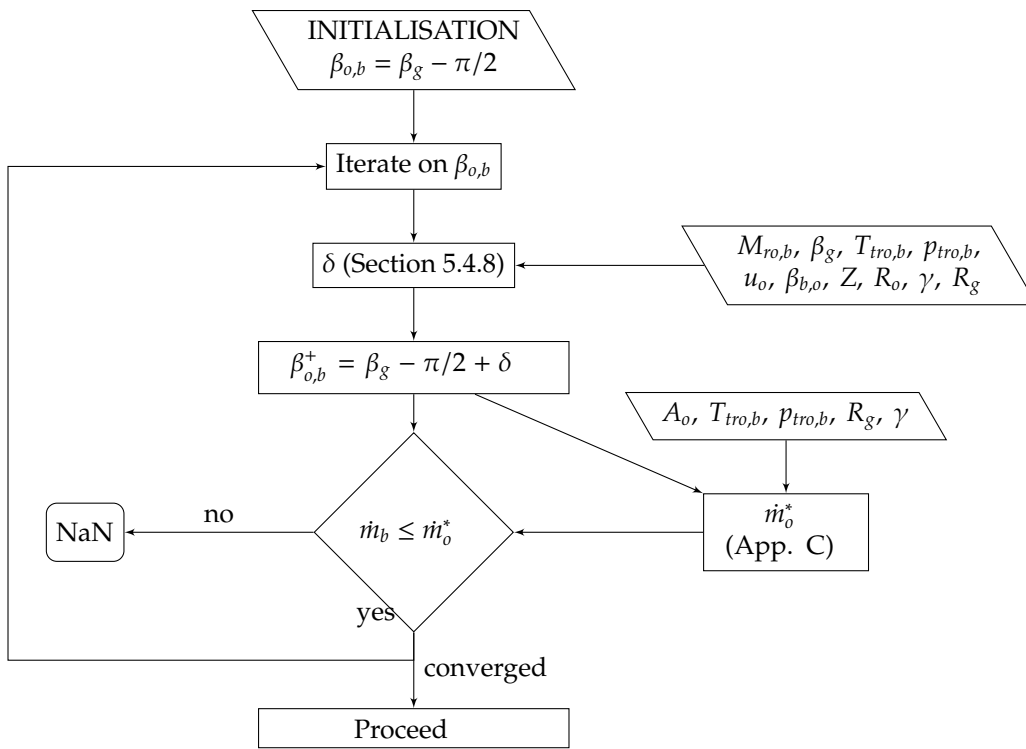 INITIALISATION
β_{o,b} = β_g − π/2
Iterate on β_{o,b}
δ (Section 5.4.8)
M_{ro,b}, β_g, T_{tro,b}, p_{tro,b},
u_o, β_{b,o}, Z, R_o, γ, R_g
β^+_{o,b} = β_g − π/2 + δ
A_o, T_{tro,b}, p_{tro,b}, R_g, γ
NaN
no
ṁ_b ≤ ṁ^*_o
ṁ^*_o
(App. C)
yes
converged
Proceed